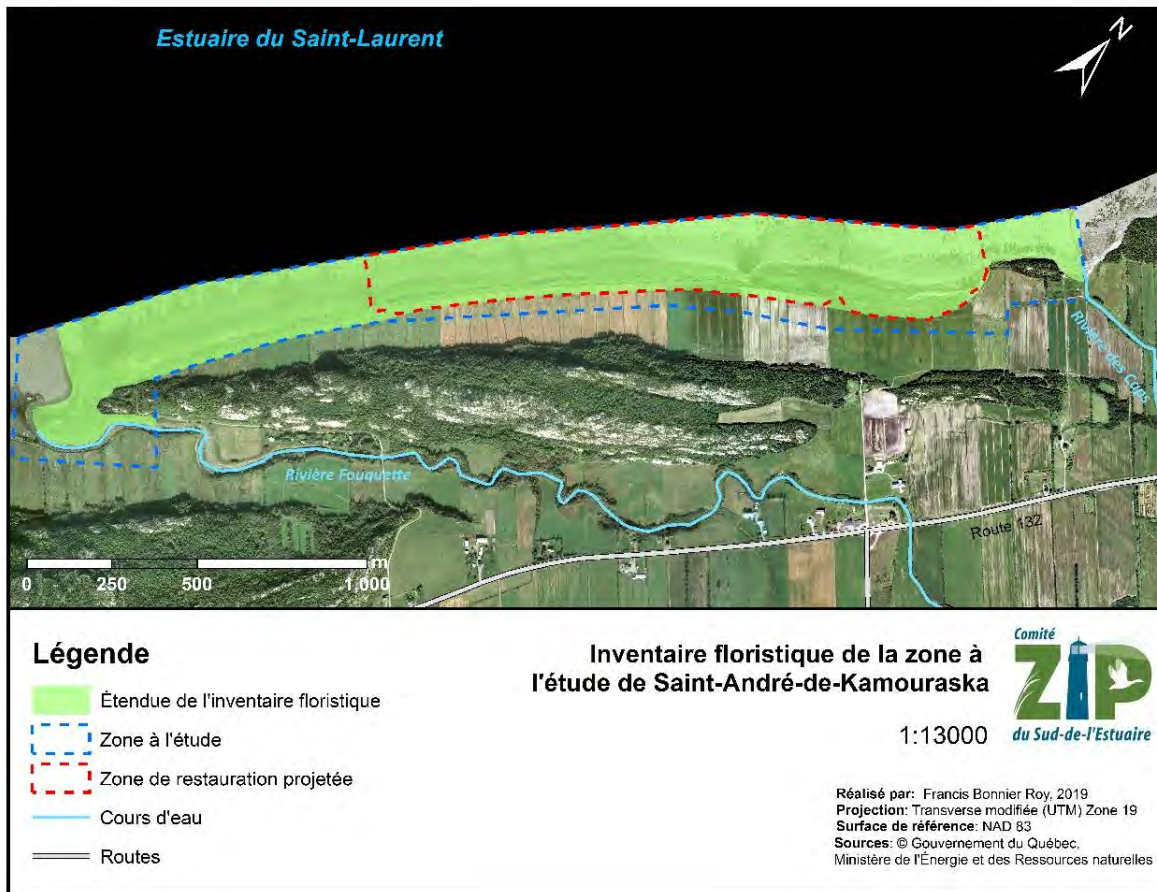 Estuaire du Saint-Laurent
N
Rivière des Caps
Rivière Fouquette
Route 132
m
0 250 500 1 000
Légende
Étendue de l'inventaire floristique
Zone à l'étude
Zone de restauration projetée
Cours d'eau
Routes
Inventaire floristique de la zone à
l'étude de Saint-André-de-Kamouraska
1:13000
Comité
ZIP
du Sud-de-l'Estuaire
Réalisé par: Francis Bonnier Roy, 2019
Projection: Transverse modifiée (UTM) Zone 19
Surface de référence: NAD 83
Sources: © Gouvernement du Québec,
Ministère de l'Énergie et des Ressources naturelles